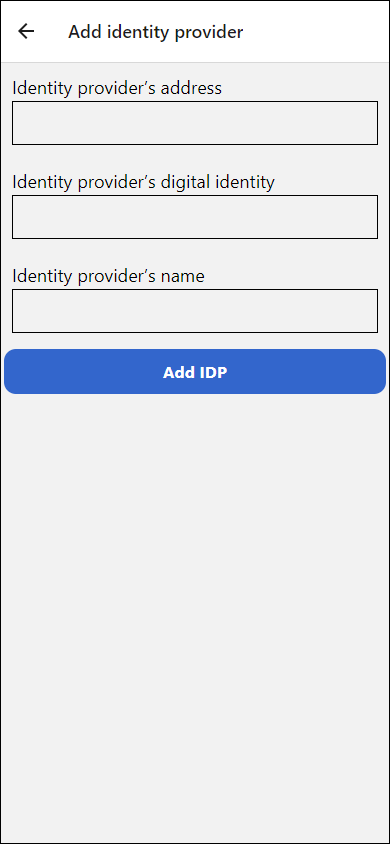 Add identity provider
Identity provider’s address
Identity provider’s digital identity
Identity provider’s name
Add IDP